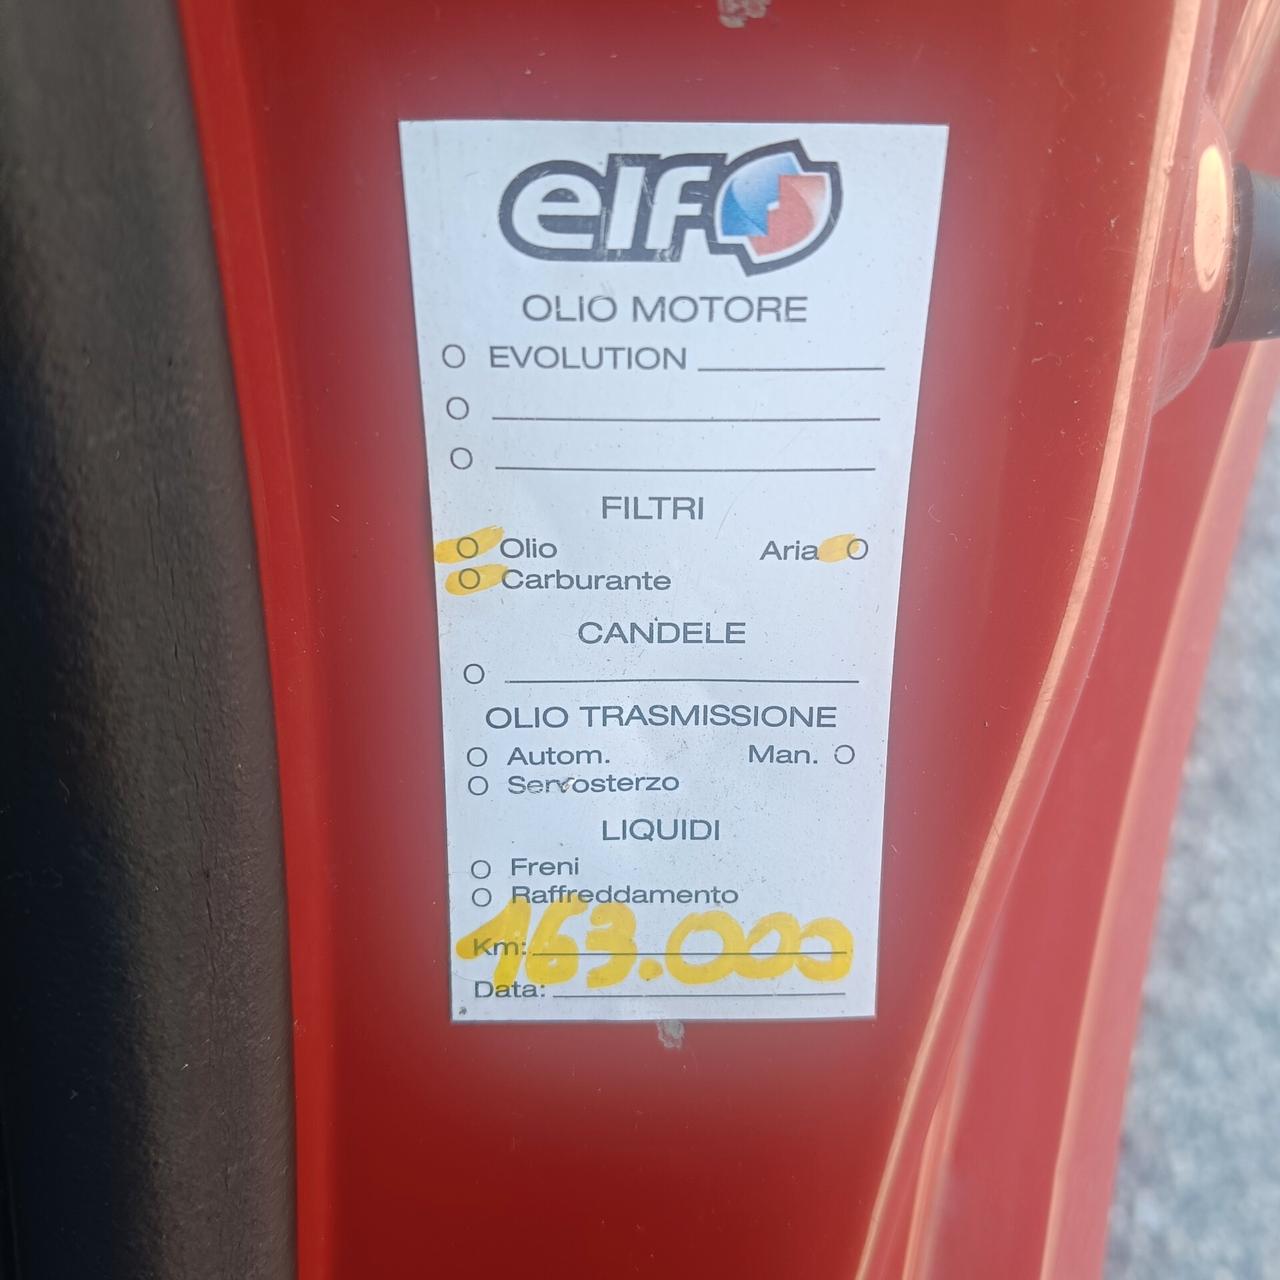 elf
OLIO MOTORE
O EVOLUTION
O
O
FILTRI
O Olio Aria O
O Carburante
CANDELE
O
OLIO TRASMISSIONE
O Autom. Man. O
O Servosterzo
LIQUIDI
O Freni
O Raffreddamento
Km: 163.000
Data: